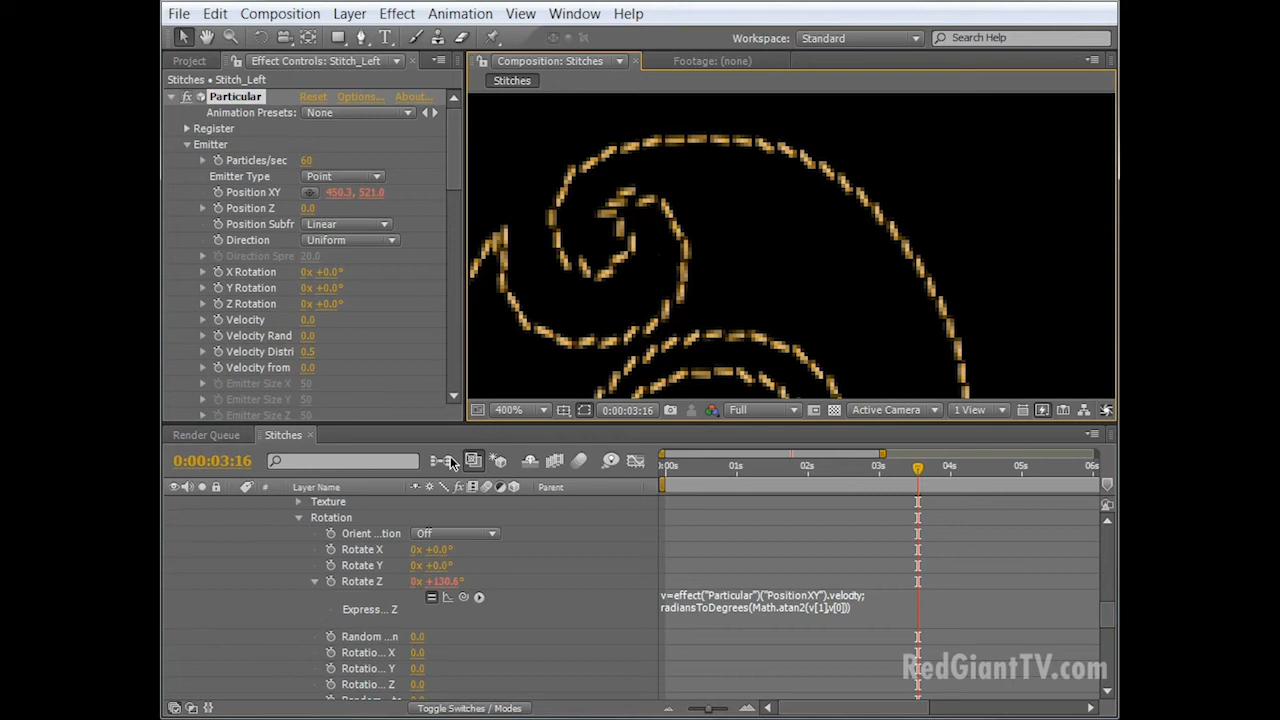 File Edit Composition Layer Effect Animation View Window Help
Workspace: Standard Search Help
Project Effect Controls: Stitch_Left Composition: Stitches Footage: (none)
Stitches • Stitch_Left Stitches
fx Particular Reset Options... About...
Animation Presets: None
Register
Emitter
Particles/sec 60
Emitter Type Point
Position XY 450.3, 521.0
Position Z 0.0
Position Subfr Linear
Direction Uniform
Direction Spre 20.0
X Rotation 0x +0.0°
Y Rotation 0x +0.0°
Z Rotation 0x +0.0°
Velocity 0.0
Velocity Rand 0.0
Velocity Distri 0.5
Velocity from 0.0
Emitter Size X 50
Emitter Size Y 50
Emitter Size Z 50
400% 0:00:03:16 Full Active Camera 1 View
Render Queue Stitches
0:00:03:16
:00s 01s 02s 03s 04s 05s 06s
# Layer Name fx Parent
Texture
Rotation
Orient ...tion Off
Rotate X 0x +0.0°
Rotate Y 0x +0.0°
Rotate Z 0x +130.6°
v=effect("Particular")("Position XY").velocity;
radiansToDegrees(Math.atan2(v[1],v[0]))
Express... Z
Random ...n 0.0
Rotatio... X 0.0
Rotatio... Y 0.0
Rotatio... Z 0.0
RedGiantTV.com
Toggle Switches / Modes